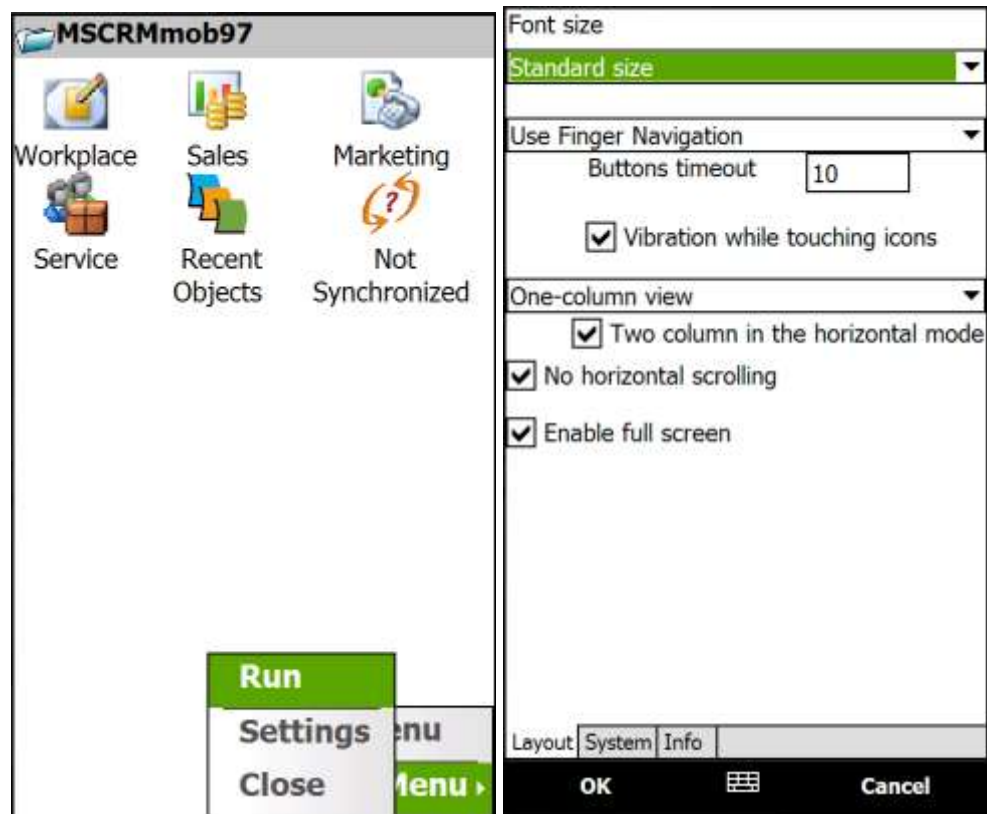 MSCRMmob97
Workplace Sales Marketing
Service Recent Objects Not Synchronized
Run
Settings
Close
enu
Menu
Font size
Standard size
Use Finger Navigation
Buttons timeout 10
Vibration while touching icons
One-column view
Two column in the horizontal mode
No horizontal scrolling
Enable full screen
Layout System Info
OK Cancel